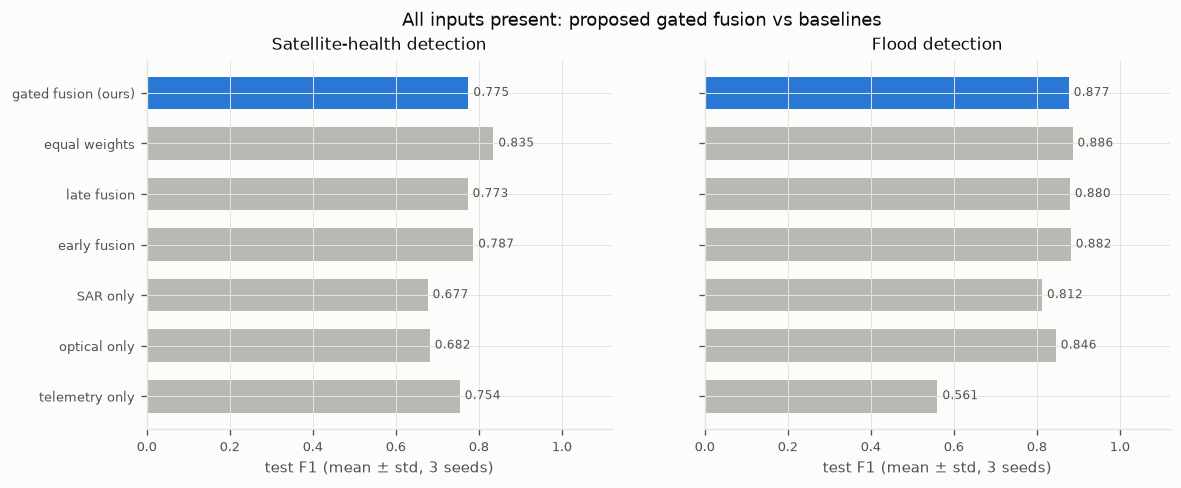 All inputs present: proposed gated fusion vs baselines
Satellite-health detection
gated fusion (ours) 0.775
equal weights 0.835
late fusion 0.773
early fusion 0.787
SAR only 0.677
optical only 0.682
telemetry only 0.754
0.0 0.2 0.4 0.6 0.8 1.0
test F1 (mean ± std, 3 seeds)
Flood detection
0.877
0.886
0.880
0.882
0.812
0.846
0.561
0.0 0.2 0.4 0.6 0.8 1.0
test F1 (mean ± std, 3 seeds)